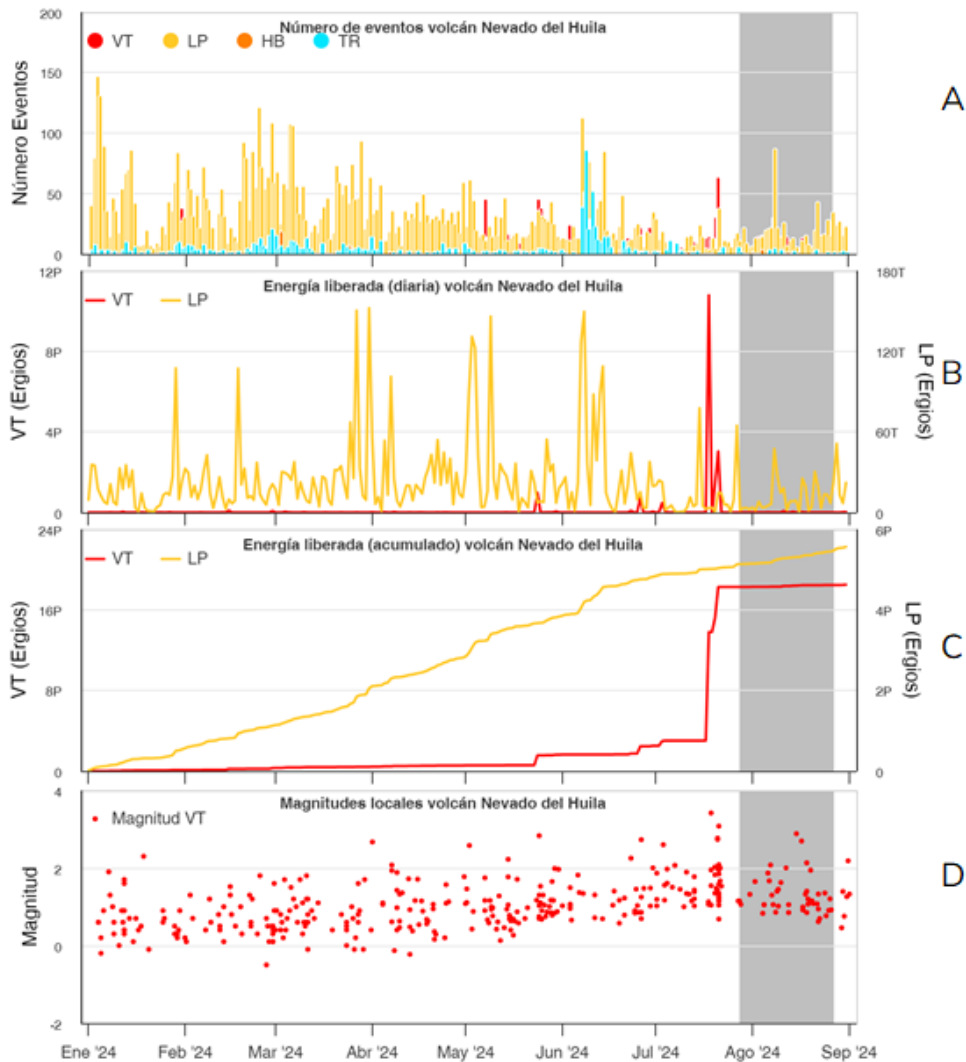 Número de eventos volcán Nevado del Huila
VT LP HB TR
Número Eventos
200
150
100
50
0
A
Energía liberada (diaria) volcán Nevado del Huila
VT LP
VT (Ergios)
12P
8P
4P
0
LP (Ergios)
180T
120T
60T
0
B
Energía liberada (acumulado) volcán Nevado del Huila
VT LP
VT (Ergios)
24P
16P
8P
0
LP (Ergios)
6P
4P
2P
0
C
Magnitudes locales volcán Nevado del Huila
Magnitud VT
Magnitud
4
2
0
-2
D
Ene '24 Feb '24 Mar '24 Abr '24 May '24 Jun '24 Jul '24 Ago '24 Sep '24